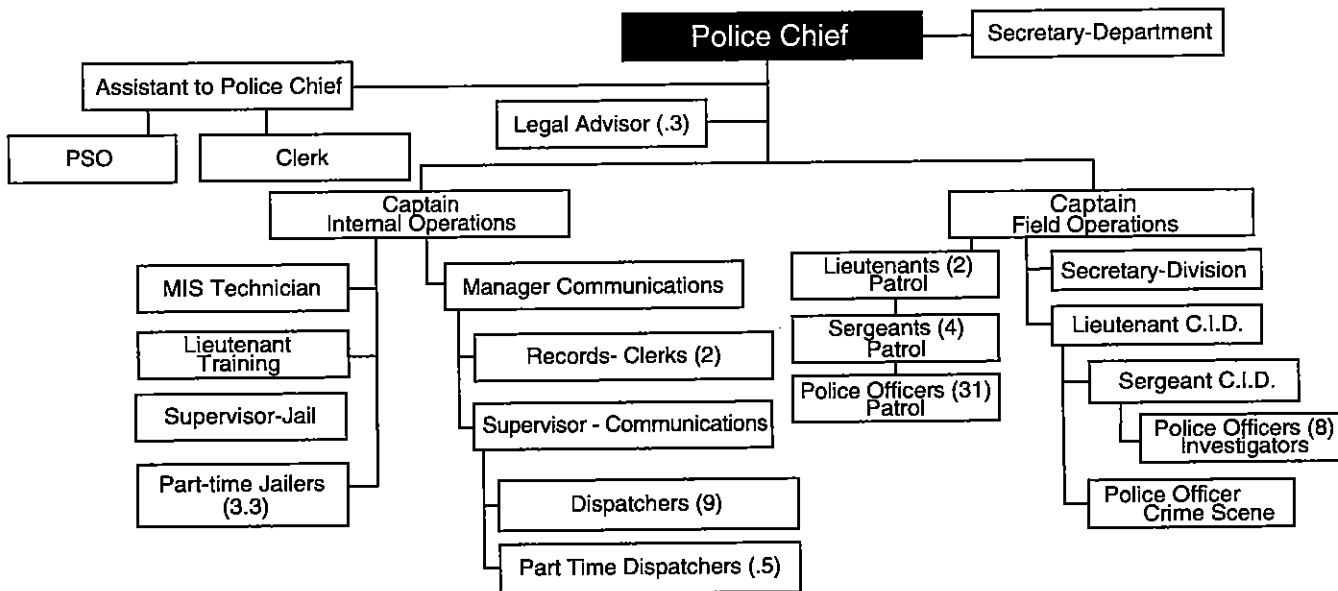 Police Chief
Secretary-Department
Assistant to Police Chief
Legal Advisor (.3)
PSO
Clerk
Captain
Internal Operations
Captain
Field Operations
MIS Technician
Lieutenant
Training
Supervisor-Jail
Part-time Jailers
(3.3)
Manager Communications
Records- Clerks (2)
Supervisor - Communications
Dispatchers (9)
Part Time Dispatchers (.5)
Lieutenants (2)
Patrol
Sergeants (4)
Patrol
Police Officers (31)
Patrol
Secretary-Division
Lieutenant C.I.D.
Sergeant C.I.D.
Police Officers (8)
Investigators
Police Officer
Crime Scene